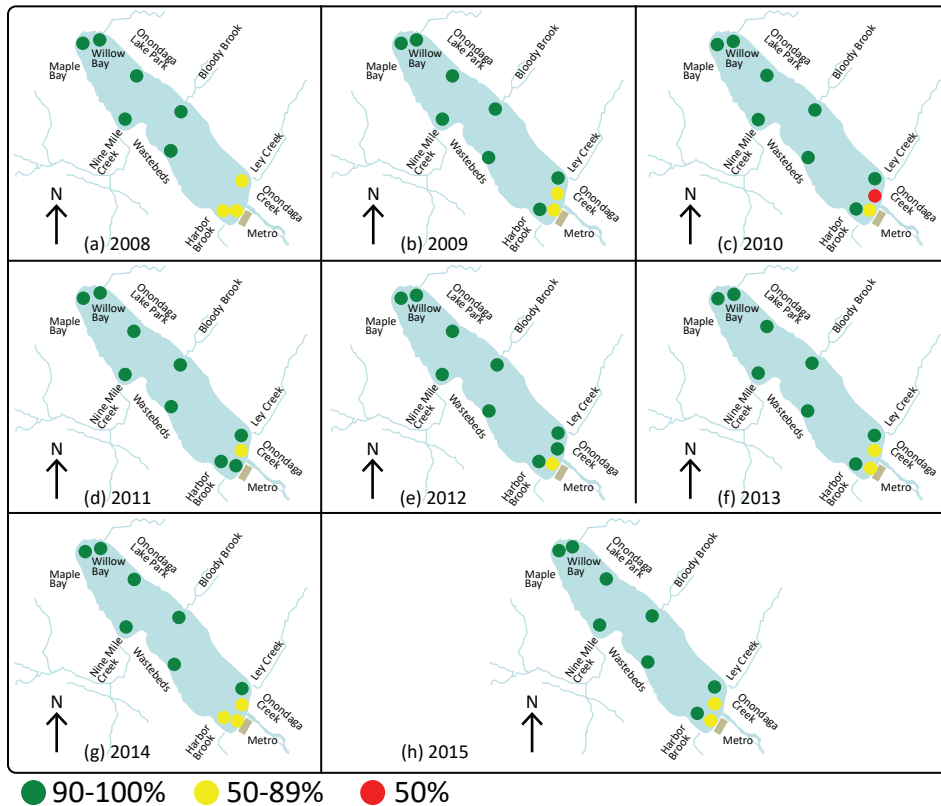 Onondaga
Lake Park
Willow
Bay
Maple
Bay
Bloody Brook
Nine Mile
Creek
Wastebeds
Ley Creek
Onondaga
Creek
Harbor
Brook
Metro
N
(a) 2008
Onondaga
Lake Park
Willow
Bay
Maple
Bay
Bloody Brook
Nine Mile
Creek
Wastebeds
Ley Creek
Onondaga
Creek
Harbor
Brook
Metro
N
(b) 2009
Onondaga
Lake Park
Willow
Bay
Maple
Bay
Bloody Brook
Nine Mile
Creek
Wastebeds
Ley Creek
Onondaga
Creek
Harbor
Brook
Metro
N
(c) 2010
Onondaga
Lake Park
Willow
Bay
Maple
Bay
Bloody Brook
Nine Mile
Creek
Wastebeds
Ley Creek
Onondaga
Creek
Harbor
Brook
Metro
N
(d) 2011
Onondaga
Lake Park
Willow
Bay
Maple
Bay
Bloody Brook
Nine Mile
Creek
Wastebeds
Ley Creek
Onondaga
Creek
Harbor
Brook
Metro
N
(e) 2012
Onondaga
Lake Park
Willow
Bay
Maple
Bay
Bloody Brook
Nine Mile
Creek
Wastebeds
Ley Creek
Onondaga
Creek
Harbor
Brook
Metro
N
(f) 2013
Onondaga
Lake Park
Willow
Bay
Maple
Bay
Bloody Brook
Nine Mile
Creek
Wastebeds
Ley Creek
Onondaga
Creek
Harbor
Brook
Metro
N
(g) 2014
Onondaga
Lake Park
Willow
Bay
Maple
Bay
Bloody Brook
Nine Mile
Creek
Wastebeds
Ley Creek
Onondaga
Creek
Harbor
Brook
Metro
N
(h) 2015
90-100% 50-89% 50%